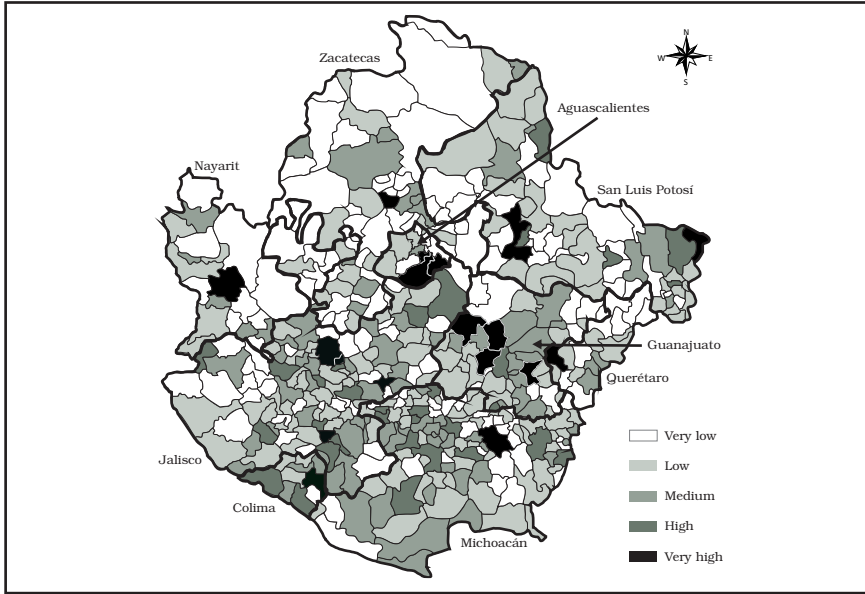 N
W E
S
Zacatecas
Aguascalientes
Nayarit
San Luis Potosí
Guanajuato
Querétaro
Jalisco
Colima
Michoacán
Very low
Low
Medium
High
Very high